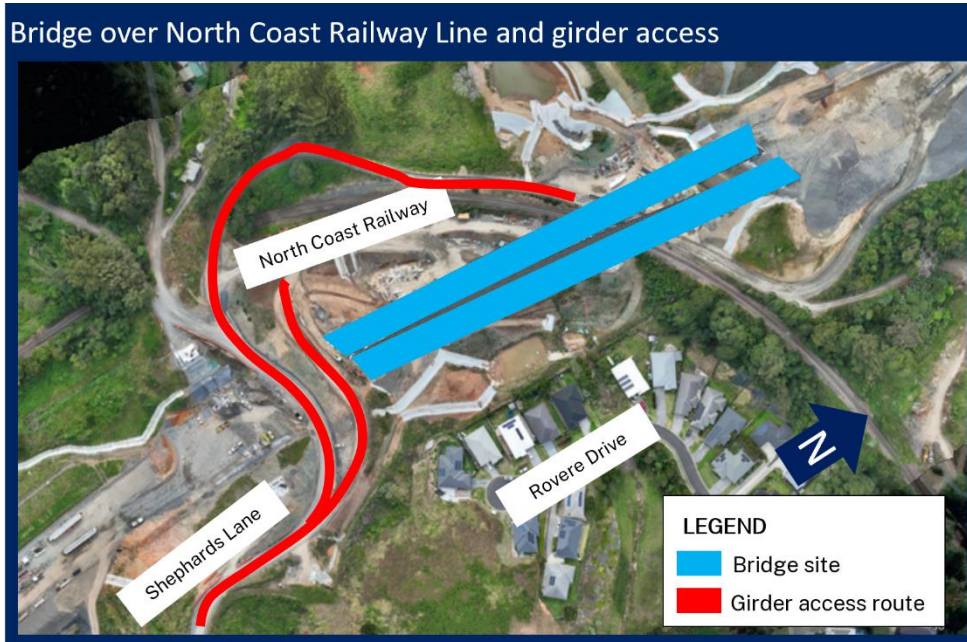 Bridge over North Coast Railway Line and girder access
North Coast Railway
Rovere Drive
Shephards Lane
N
LEGEND
Bridge site
Girder access route